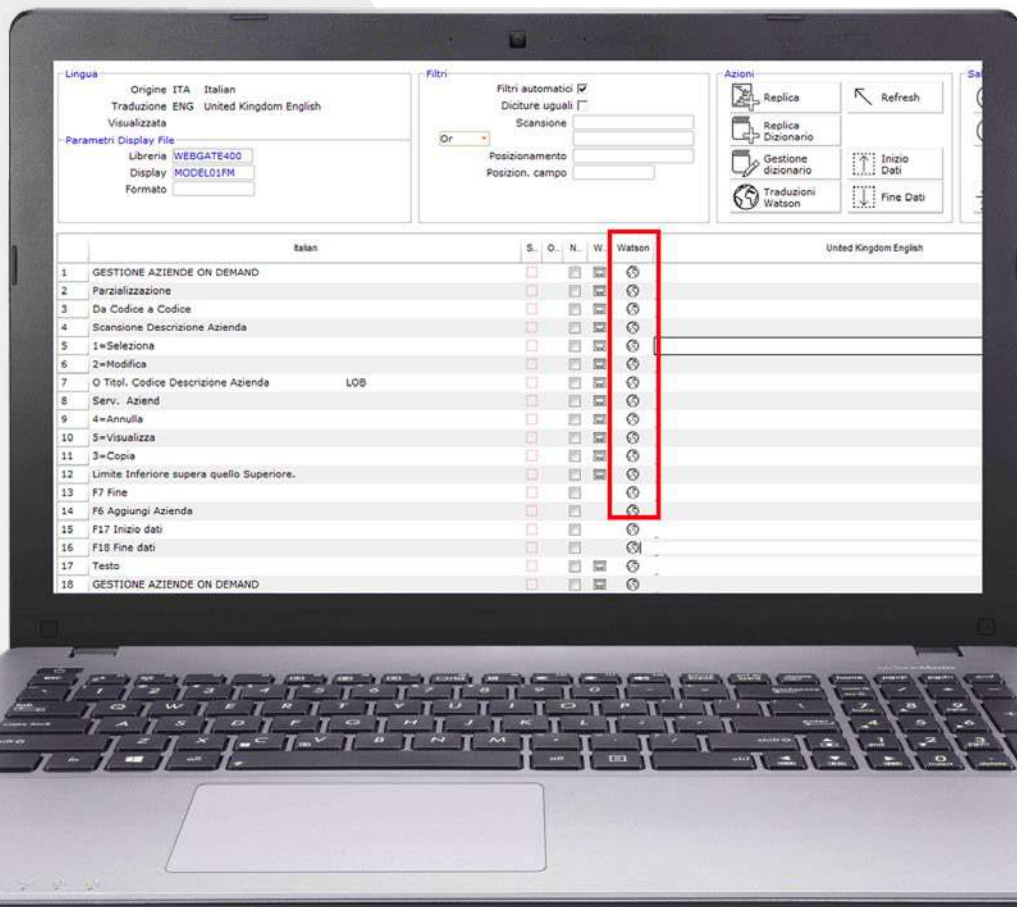 Lingua
Origine ITA Italian
Traduzione ENG United Kingdom English
Visualizzata
Parametri Display File
Libreria WEBGATE400
Display MODEL01FM
Formato
Filtri
Filtri automatici
Diciture uguali
Scansione
Or
Posizionamento
Posizion. campo
Azioni
Replica
Refresh
Replica
Dizionario
Gestione
dizionario
Inizio
Dati
Traduzioni
Watson
Fine Dati
Sal
Italian S.. O.. N.. W.. Watson United Kingdom English
1 GESTIONE AZIENDE ON DEMAND
2 Parzializzazione
3 Da Codice a Codice
4 Scansione Descrizione Azienda
5 1=Seleziona
6 2=Modifica
7 O Titol. Codice Descrizione Azienda LOB
8 Serv. Aziend
9 4=Annulla
10 5=Visualizza
11 3=Copia
12 Limite Inferiore supera quello Superiore.
13 F7 Fine
14 F6 Aggiungi Azienda
15 F17 Inizio dati
16 F18 Fine dati
17 Testo
18 GESTIONE AZIENDE ON DEMAND
Q W E R T Y U I O P
A S D F G H J K L
Z X C V B N M